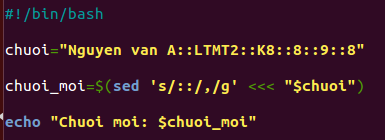 #!/bin/bash
chuoi="Nguyen van A::LTMT2::K8::8::9::8"
chuoi_moi=$(sed 's/::/,/g' <<< "$chuoi")
echo "Chuoi moi: $chuoi_moi"